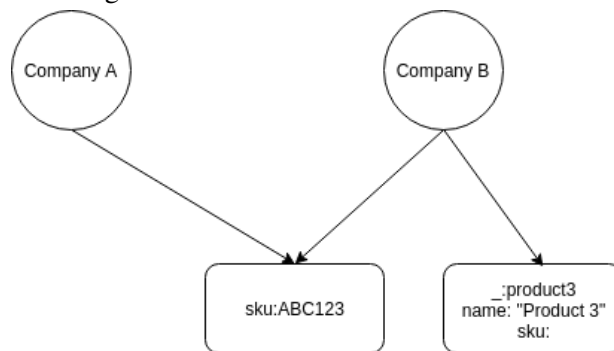 Company A
Company B
sku:ABC123
_:product3
name: "Product 3"
sku: